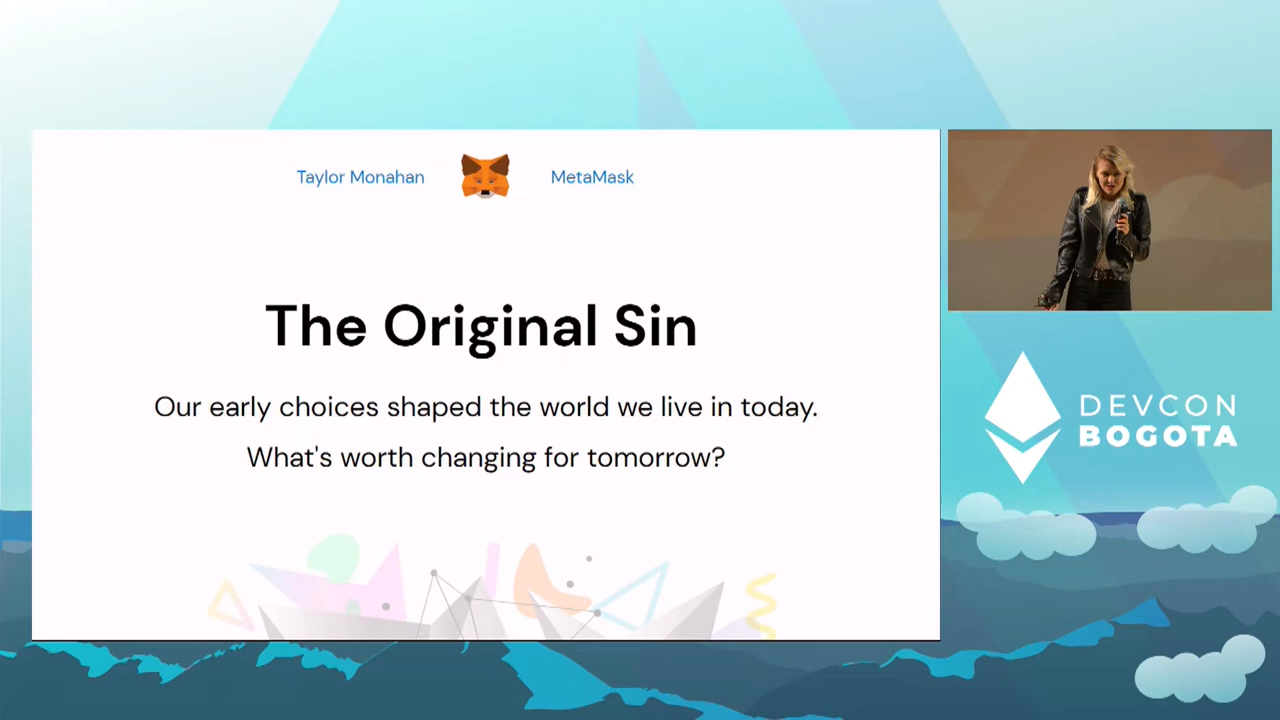 Taylor Monahan
MetaMask
The Original Sin
Our early choices shaped the world we live in today.
What's worth changing for tomorrow?
DEVCON
BOGOTA